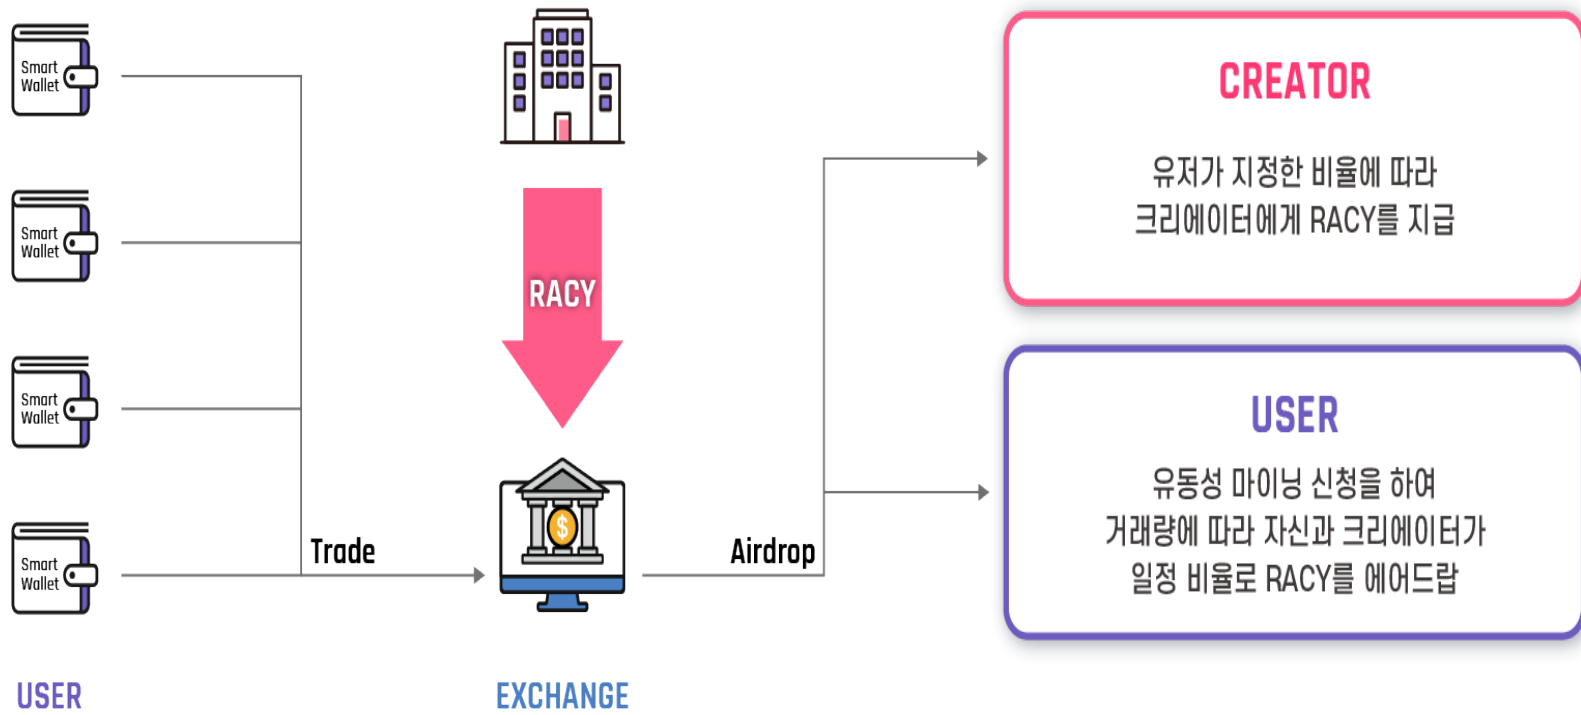 Smart
Wallet
Smart
Wallet
Smart
Wallet
Smart
Wallet
USER
Trade
RACY
EXCHANGE
Airdrop
CREATOR
유저가 지정한 비율에 따라
크리에이터에게 RACY를 지급
USER
유동성 마이닝 신청을 하여
거래량에 따라 자신과 크리에이터가
일정 비율로 RACY를 에어드랍